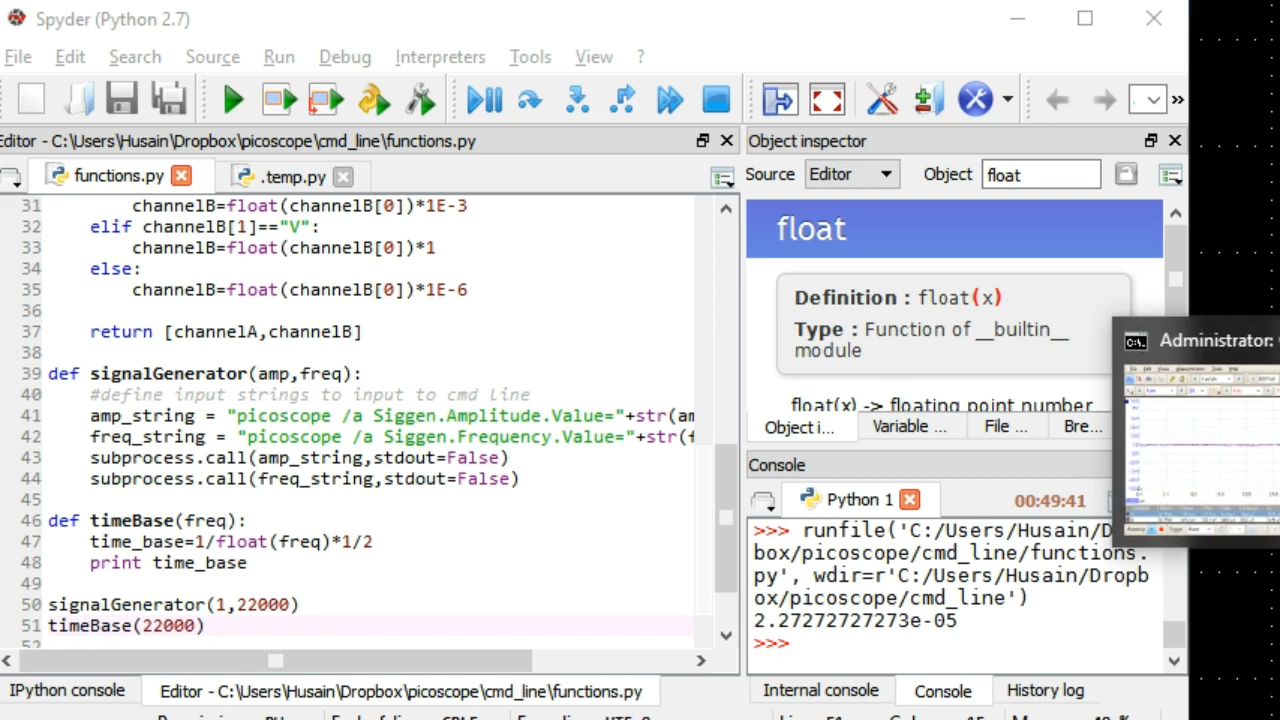 Spyder (Python 2.7)
File Edit Search Source Run Debug Interpreters Tools View ?
Editor - C:\Users\Husain\Dropbox\picoscope\cmd_line\functions.py
functions.py .temp.py
31 channelB=float(channelB[0])*1E-3
32 elif channelB[1]=="V":
33 channelB=float(channelB[0])*1
34 else:
35 channelB=float(channelB[0])*1E-6
36
37 return [channelA,channelB]
38
39 def signalGenerator(amp,freq):
40 #define input strings to input to cmd line
41 amp_string = "picoscope /a Siggen.Amplitude.Value="+str(am
42 freq_string = "picoscope /a Siggen.Frequency.Value="+str(f
43 subprocess.call(amp_string,stdout=False)
44 subprocess.call(freq_string,stdout=False)
45
46 def timeBase(freq):
47 time_base=1/float(freq)*1/2
48 print time_base
49
50 signalGenerator(1,22000)
51 timeBase(22000)
52
IPython console Editor - C:\Users\Husain\Dropbox\picoscope\cmd_line\functions.py
Object inspector
Source Editor Object float
float
Definition : float(x)
Type : Function of __builtin__
module
float(x) -> floating point number
Object i... Variable ... File ... Bre...
Console
Python 1 00:49:41
>>> runfile('C:/Users/Husain/Dro
box/picoscope/cmd_line/functions.
py', wdir=r'C:/Users/Husain/Dropb
ox/picoscope/cmd_line')
2.27272727273e-05
>>>
Internal console Console History log
C:\. Administrator: